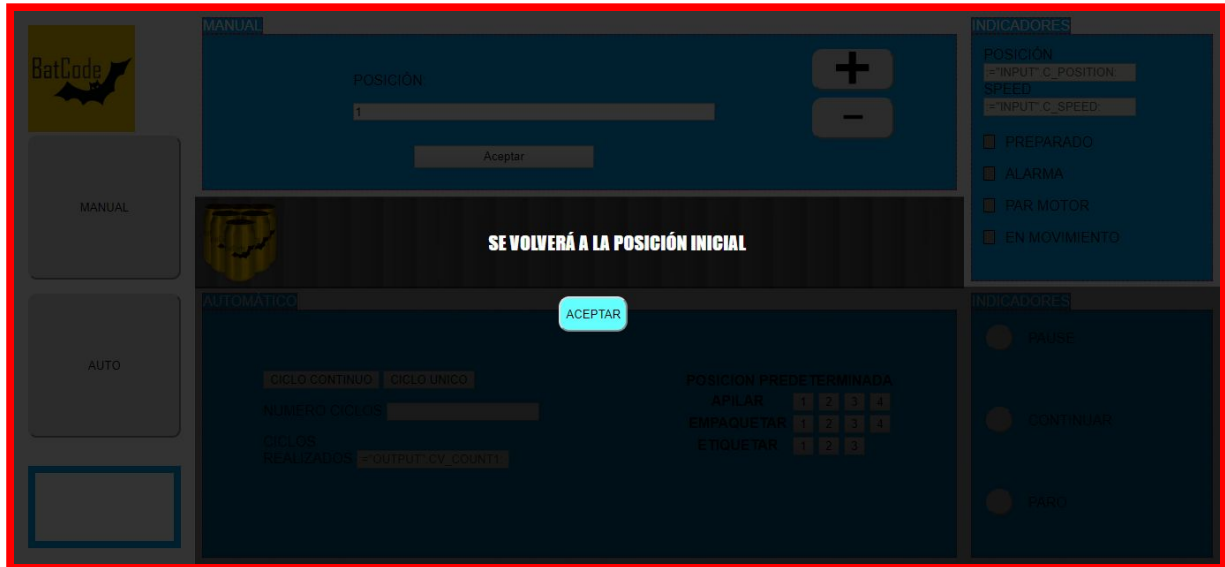 BatCode
MANUAL
AUTO
MANUAL
POSICIÓN
1
Aceptar
+
-
INDICADORES
POSICIÓN
:="INPUT".C_POSITION:
SPEED
:="INPUT".C_SPEED:
PREPARADO
ALARMA
PAR MOTOR
EN MOVIMIENTO
SE VOLVERÁ A LA POSICIÓN INICIAL
ACEPTAR
AUTOMÁTICO
CICLO CONTINUO CICLO UNICO
NUMERO CICLOS:
CICLOS
REALIZADOS: :="OUTPUT".CV_COUNT1:
POSICION PREDETERMINADA
APILAR 1 2 3 4
EMPAQUETAR 1 2 3 4
ETIQUETAR 1 2 3
INDICADORES
PAUSE
CONTINUAR
PARO